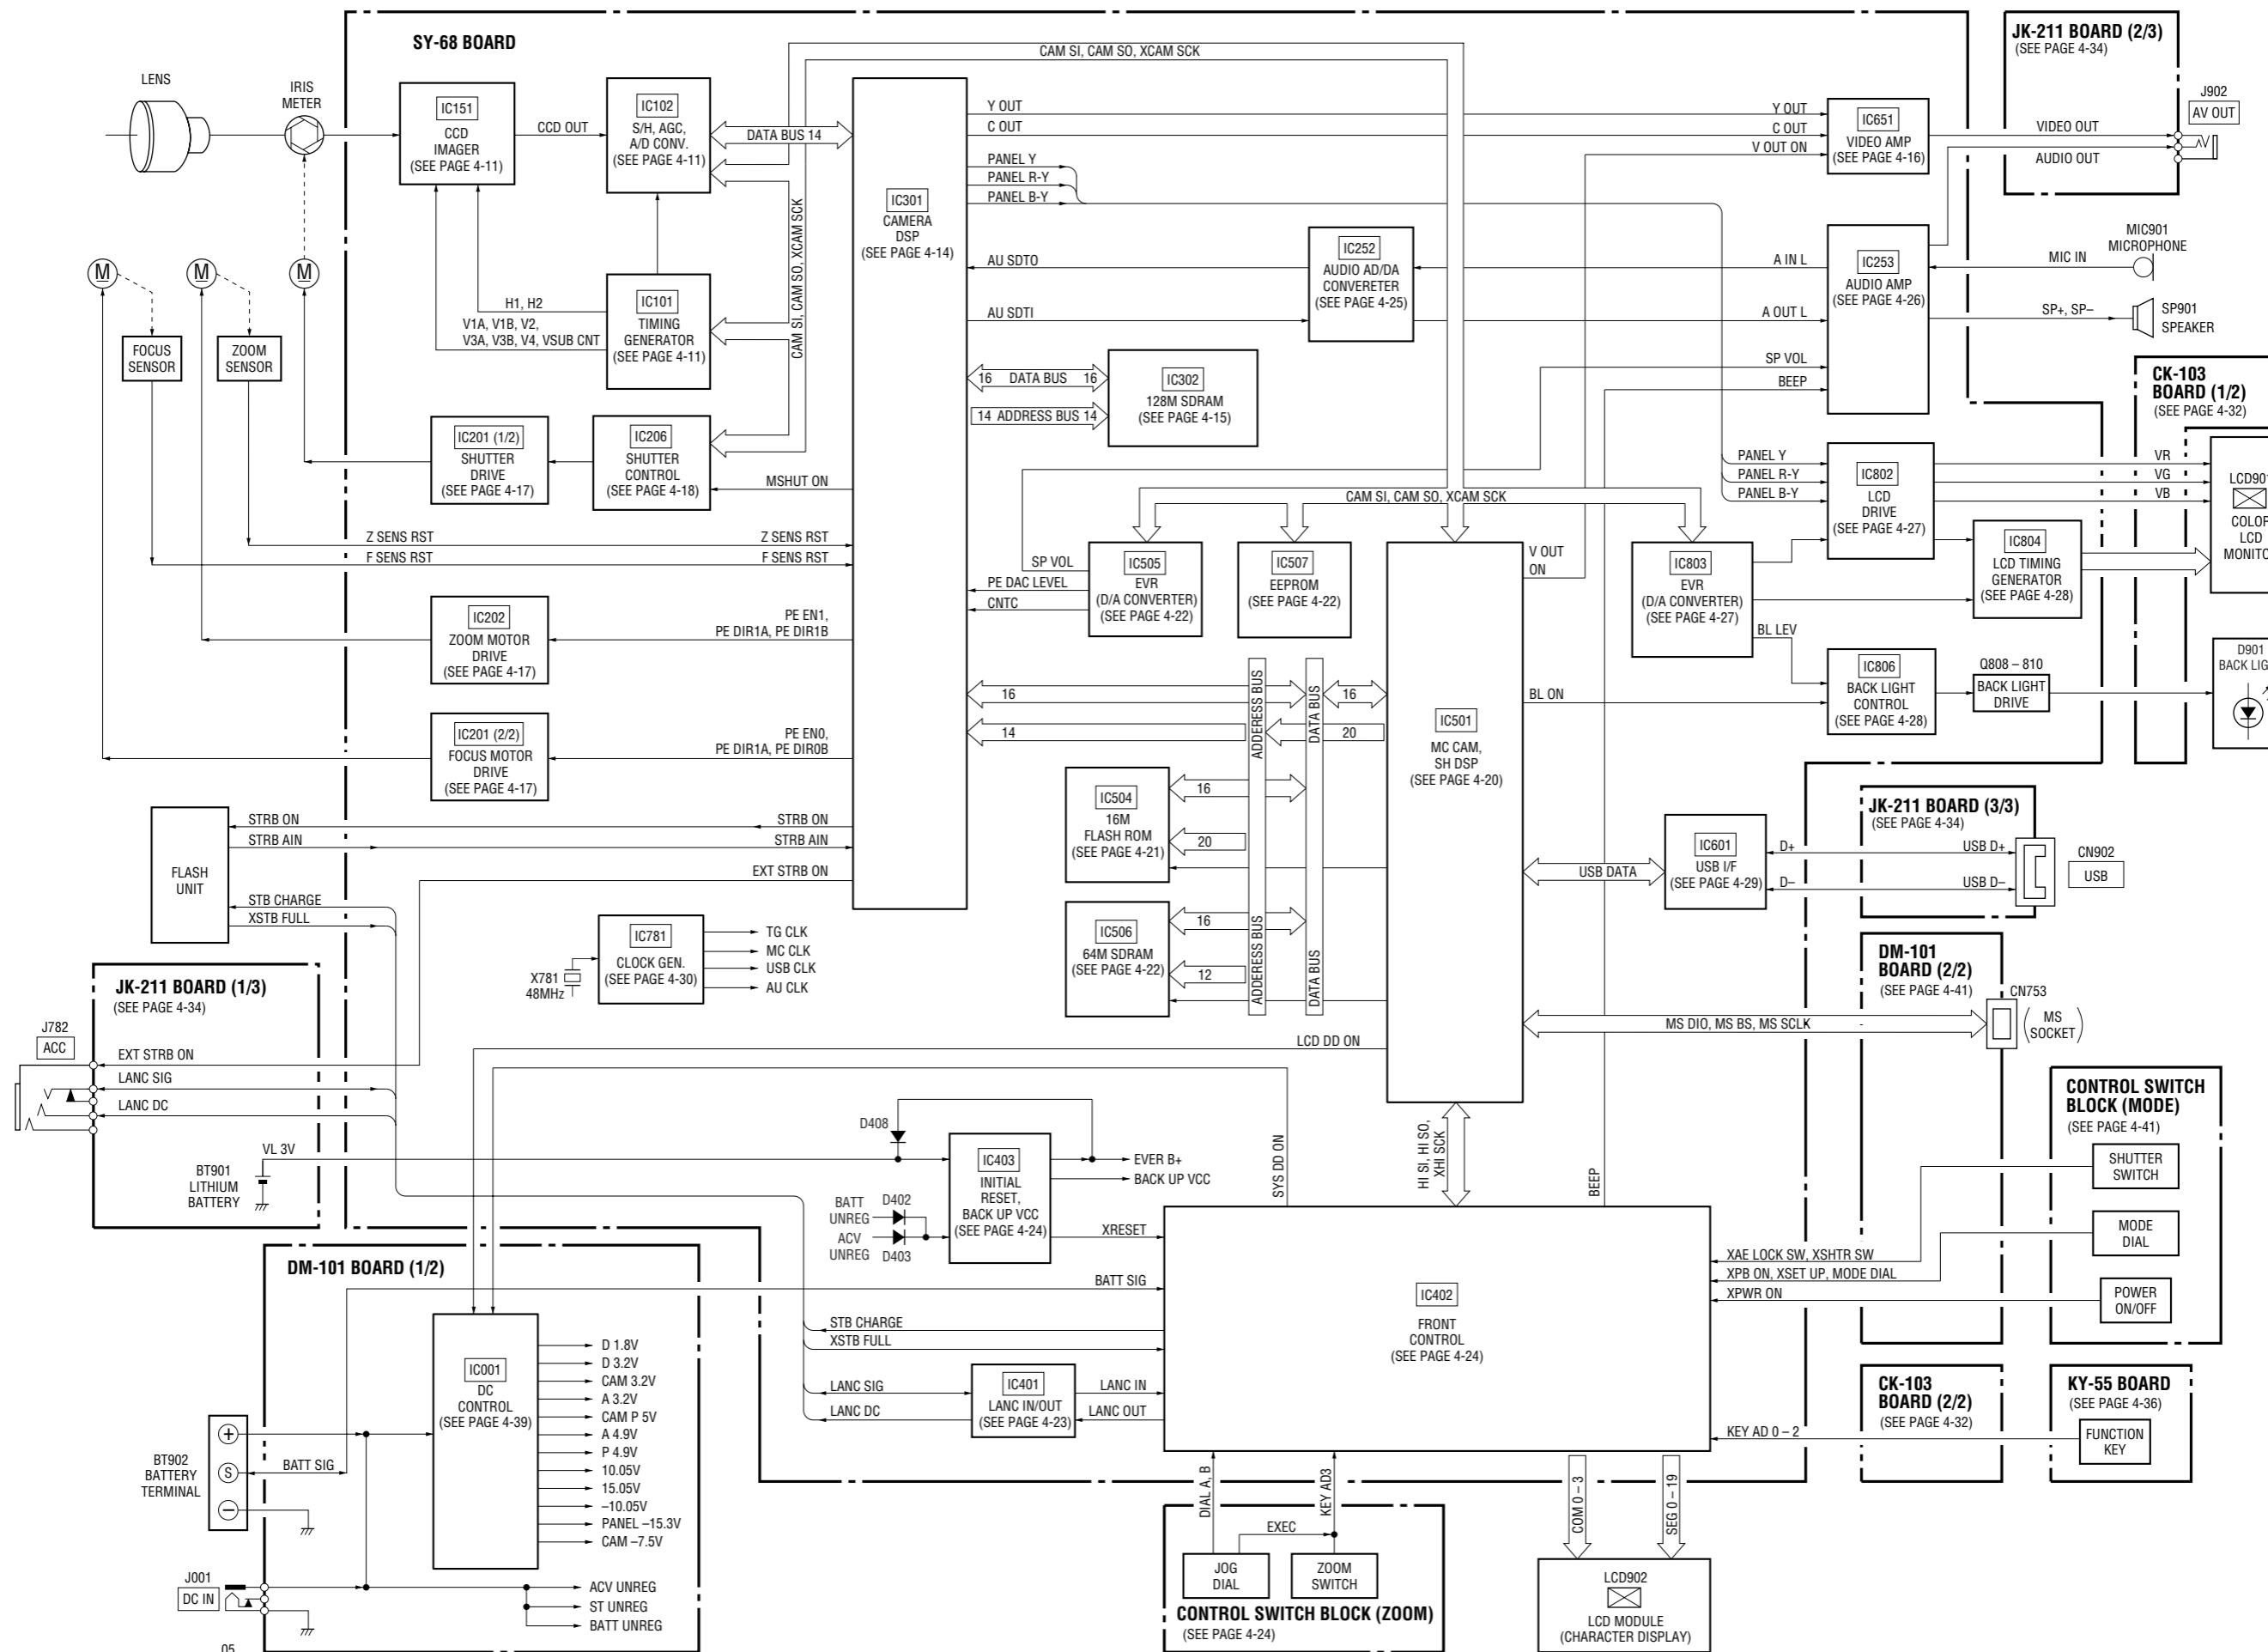 SY-68 BOARD
LENS
IRIS
METER
IC151
CCD
IMAGER
(SEE PAGE 4-11)
CCD OUT
IC102
S/H, AGC,
A/D CONV.
(SEE PAGE 4-11)
DATA BUS 14
CAM SI, CAM SO, XCAM SCK
CAM SI, CAM SO, XCAM SCK
IC301
CAMERA
DSP
(SEE PAGE 4-14)
Y OUT
C OUT
PANEL Y
PANEL R-Y
PANEL B-Y
Y OUT
C OUT
V OUT ON
IC651
VIDEO AMP
(SEE PAGE 4-16)
VIDEO OUT
AUDIO OUT
JK-211 BOARD (2/3)
(SEE PAGE 4-34)
J902
AV OUT
M
M
M
FOCUS
SENSOR
ZOOM
SENSOR
H1, H2
V1A, V1B, V2,
V3A, V3B, V4, VSUB CNT
IC101
TIMING
GENERATOR
(SEE PAGE 4-11)
AU SDTO
AU SDTI
IC252
AUDIO AD/DA
CONVERETER
(SEE PAGE 4-25)
A IN L
A OUT L
SP VOL
BEEP
IC253
AUDIO AMP
(SEE PAGE 4-26)
MIC IN
MIC901
MICROPHONE
SP+, SP–
SP901
SPEAKER
16 DATA BUS 16
14 ADDRESS BUS 14
IC302
128M SDRAM
(SEE PAGE 4-15)
IC201 (1/2)
SHUTTER
DRIVE
(SEE PAGE 4-17)
IC206
SHUTTER
CONTROL
(SEE PAGE 4-18)
MSHUT ON
CK-103
BOARD (1/2)
(SEE PAGE 4-32)
PANEL Y
PANEL R-Y
PANEL B-Y
IC802
LCD
DRIVE
(SEE PAGE 4-27)
VR
VG
VB
LCD901
COLOR
LCD
MONITO
CAM SI, CAM SO, XCAM SCK
Z SENS RST
F SENS RST
Z SENS RST
F SENS RST
SP VOL
PE DAC LEVEL
CNTC
IC505
EVR
(D/A CONVERTER)
(SEE PAGE 4-22)
IC507
EEPROM
(SEE PAGE 4-22)
V OUT
ON
IC803
EVR
(D/A CONVERTER)
(SEE PAGE 4-27)
IC804
LCD TIMING
GENERATOR
(SEE PAGE 4-28)
IC202
ZOOM MOTOR
DRIVE
(SEE PAGE 4-17)
PE EN1,
PE DIR1A, PE DIR1B
BL LEV
BL ON
IC806
BACK LIGHT
CONTROL
(SEE PAGE 4-28)
Q808 – 810
BACK LIGHT
DRIVE
D901
BACK LIG
IC201 (2/2)
FOCUS MOTOR
DRIVE
(SEE PAGE 4-17)
PE EN0,
PE DIR1A, PE DIR0B
16
14
16
20
ADDERESS BUS
DATA BUS
IC501
MC CAM,
SH DSP
(SEE PAGE 4-20)
IC504
16M
FLASH ROM
(SEE PAGE 4-21)
16
20
FLASH
UNIT
STRB ON
STRB AIN
STRB ON
STRB AIN
EXT STRB ON
STB CHARGE
XSTB FULL
USB DATA
IC601
USB I/F
(SEE PAGE 4-29)
D+
D–
JK-211 BOARD (3/3)
(SEE PAGE 4-34)
USB D+
USB D–
CN902
USB
IC781
CLOCK GEN.
(SEE PAGE 4-30)
X781
48MHz
TG CLK
MC CLK
USB CLK
AU CLK
IC506
64M SDRAM
(SEE PAGE 4-22)
16
12
ADDERESS BUS
DATA BUS
DM-101
BOARD (2/2)
(SEE PAGE 4-41)
CN753
MS
SOCKET
MS DIO, MS BS, MS SCLK
JK-211 BOARD (1/3)
(SEE PAGE 4-34)
J782
ACC
EXT STRB ON
LANC SIG
LANC DC
VL 3V
BT901
LITHIUM
BATTERY
LCD DD ON
D408
IC403
INITIAL
RESET,
BACK UP VCC
(SEE PAGE 4-24)
EVER B+
BACK UP VCC
XRESET
BATT
UNREG
D402
ACV
UNREG
D403
SYS DD ON
HI SI, HI SO,
XHI SCK
BEEP
CONTROL SWITCH
BLOCK (MODE)
(SEE PAGE 4-41)
SHUTTER
SWITCH
MODE
DIAL
POWER
ON/OFF
XAE LOCK SW, XSHTR SW
XPB ON, XSET UP, MODE DIAL
XPWR ON
DM-101 BOARD (1/2)
BATT SIG
IC402
FRONT
CONTROL
(SEE PAGE 4-24)
STB CHARGE
XSTB FULL
LANC SIG
LANC DC
IC401
LANC IN/OUT
(SEE PAGE 4-23)
LANC IN
LANC OUT
IC001
DC
CONTROL
(SEE PAGE 4-39)
D 1.8V
D 3.2V
CAM 3.2V
A 3.2V
CAM P 5V
A 4.9V
P 4.9V
10.05V
15.05V
–10.05V
PANEL –15.3V
CAM –7.5V
BT902
BATTERY
TERMINAL
S
BATT SIG
CK-103
BOARD (2/2)
(SEE PAGE 4-32)
KY-55 BOARD
(SEE PAGE 4-36)
FUNCTION
KEY
KEY AD 0 – 2
DIAL A, B
KEY AD3
EXEC
JOG
DIAL
ZOOM
SWITCH
CONTROL SWITCH BLOCK (ZOOM)
(SEE PAGE 4-24)
COM 0 – 3
SEG 0 – 19
LCD902
LCD MODULE
(CHARACTER DISPLAY)
J001
DC IN
ACV UNREG
ST UNREG
BATT UNREG
05